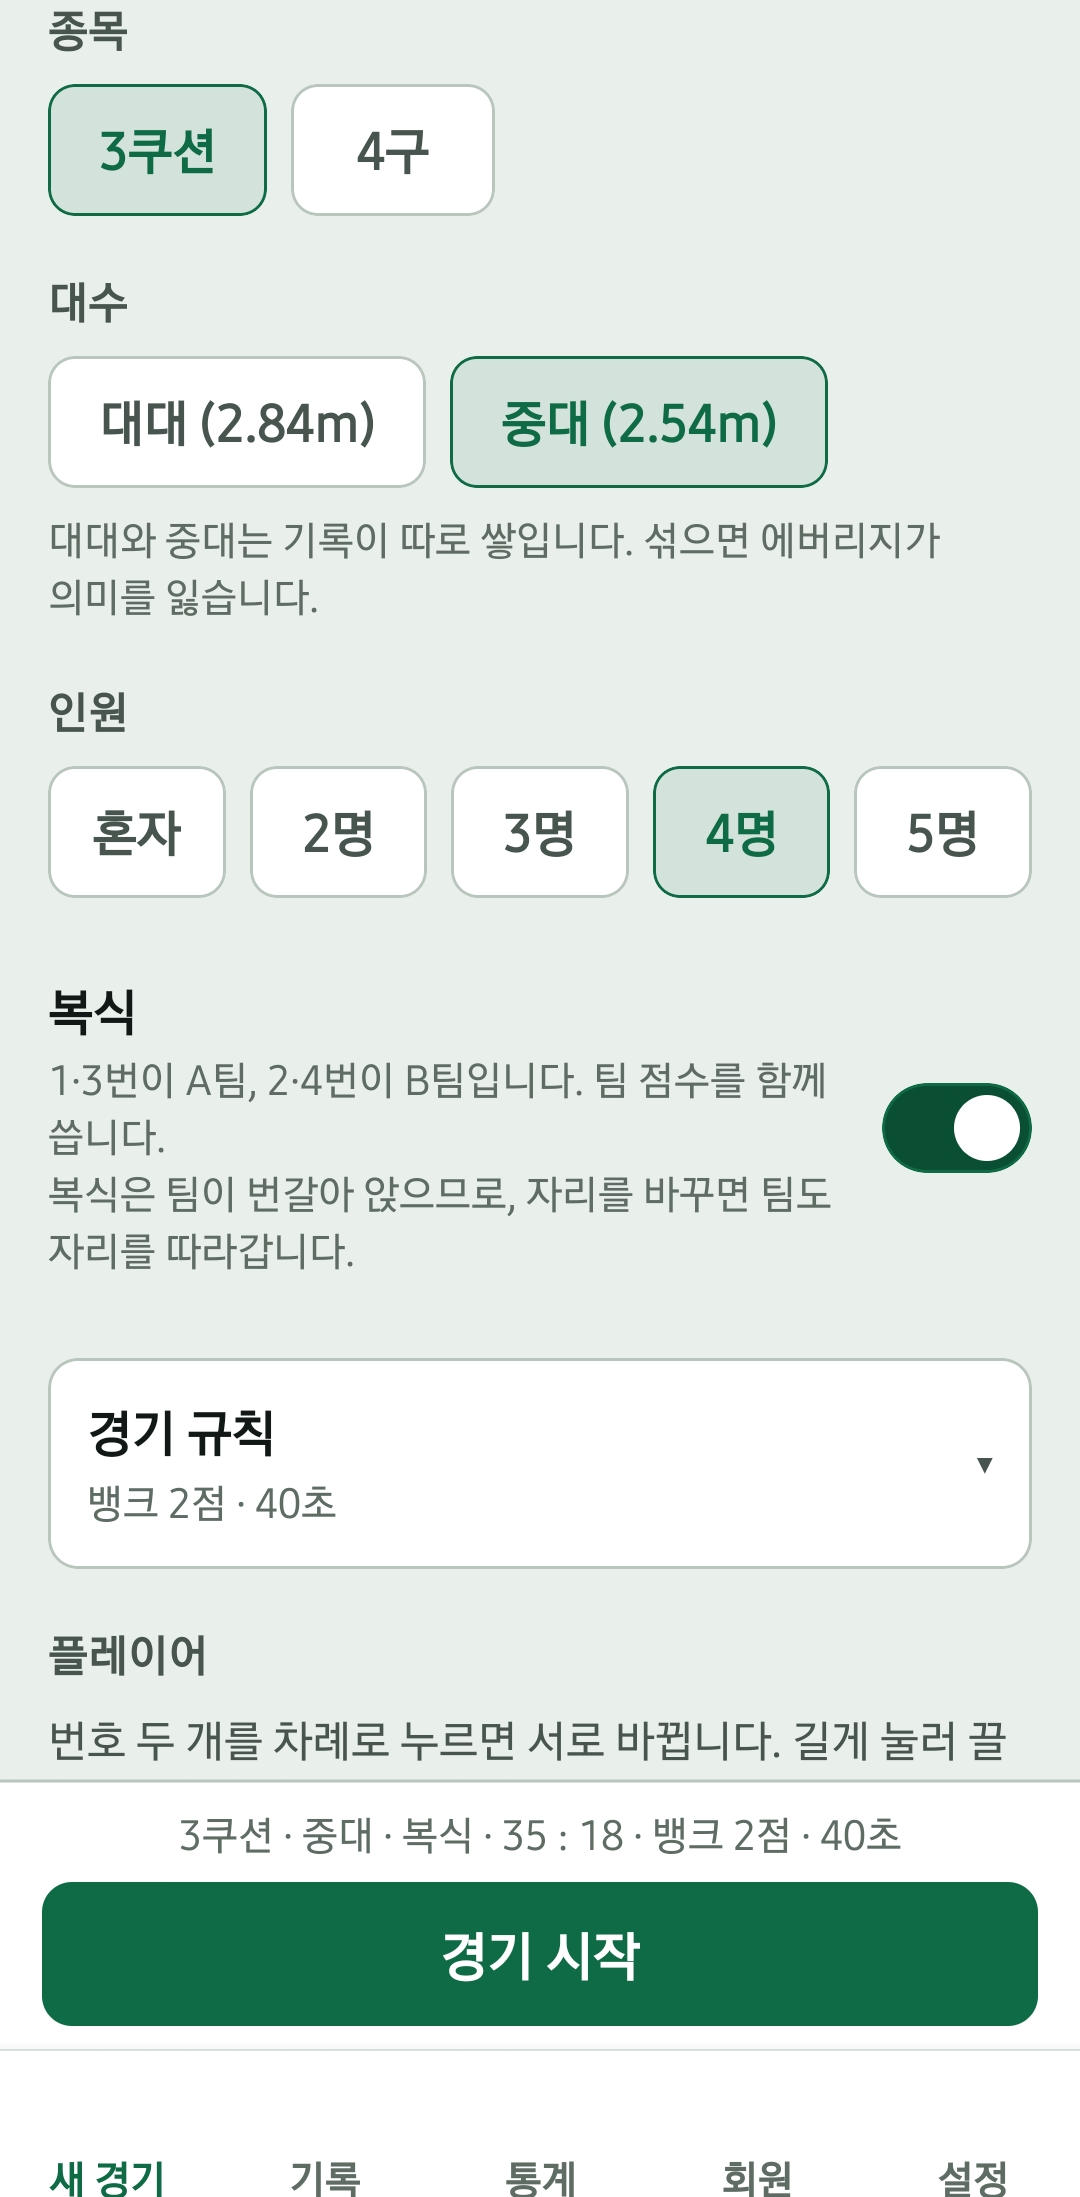 종목
3쿠션
4구
대수
대대 (2.84m)
중대 (2.54m)
대대와 중대는 기록이 따로 쌓입니다. 섞으면 에버리지가
의미를 잃습니다.
인원
혼자
2명
3명
4명
5명
복식
1·3번이 A팀, 2·4번이 B팀입니다. 팀 점수를 함께
씁니다.
복식은 팀이 번갈아 앉으므로, 자리를 바꾸면 팀도
자리를 따라갑니다.
경기 규칙
뱅크 2점 · 40초
▼
플레이어
번호 두 개를 차례로 누르면 서로 바뀝니다. 길게 눌러 끌
3쿠션 · 중대 · 복식 · 35 : 18 · 뱅크 2점 · 40초
경기 시작
새 경기
기록
통계
회원
설정